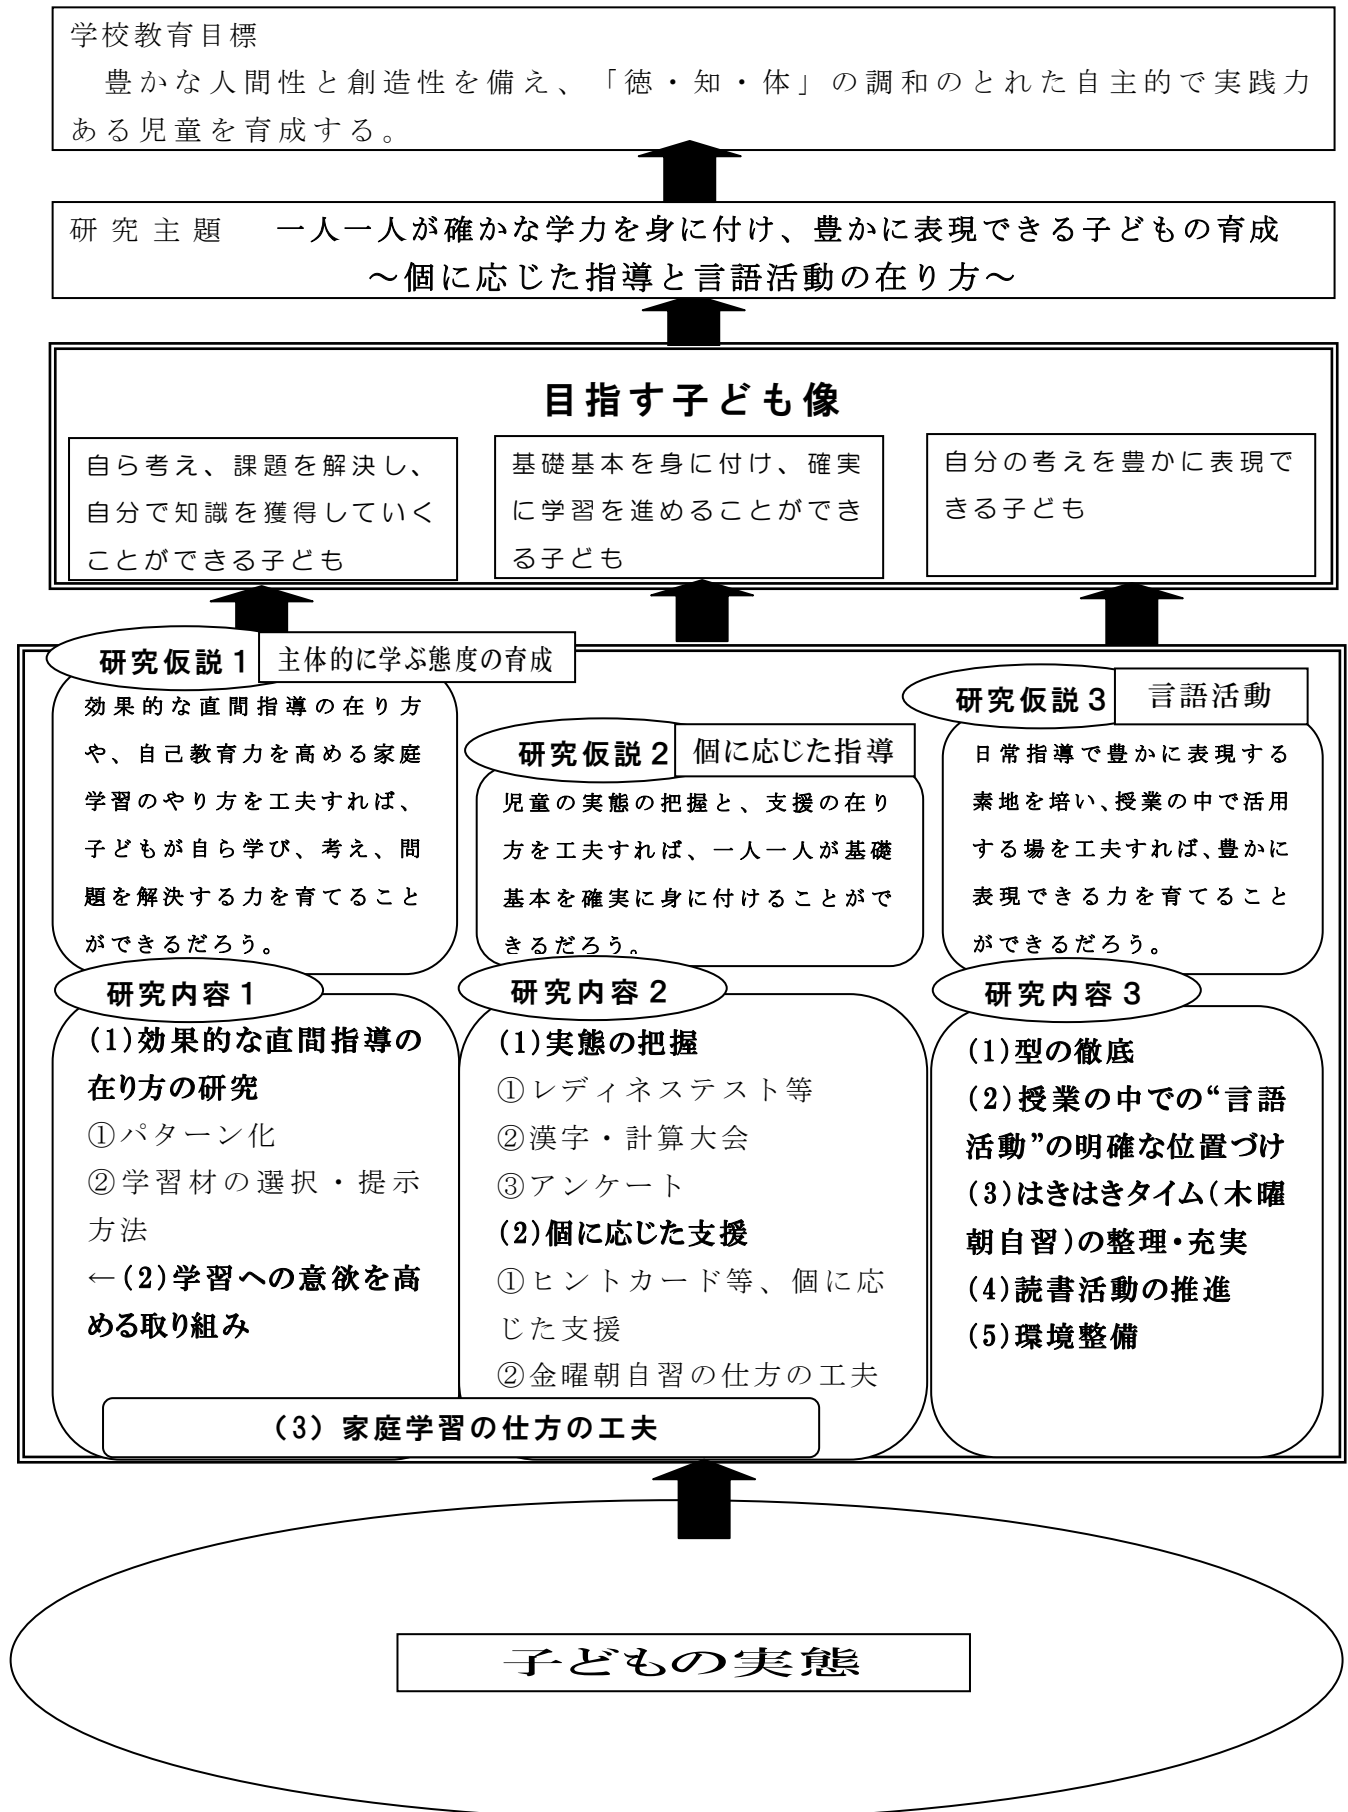 学校教育目標
豊かな人間性と創造性を備え、「徳・知・体」の調和のとれた自主的で実践力
ある児童を育成する。
研究主題　一人一人が確かな学力を身に付け、豊かに表現できる子どもの育成
～個に応じた指導と言語活動の在り方～
目指す子ども像
自ら考え、課題を解決し、
自分で知識を獲得していく
ことができる子ども
基礎基本を身に付け、確実
に学習を進めることができ
る子ども
自分の考えを豊かに表現で
きる子ども
研究仮説１
主体的に学ぶ態度の育成
効果的な直間指導の在り方
や、自己教育力を高める家庭
学習のやり方を工夫すれば、
子どもが自ら学び、考え、問
題を解決する力を育てること
ができるだろう。
研究仮説２
個に応じた指導
児童の実態の把握と、支援の在り
方を工夫すれば、一人一人が基礎
基本を確実に身に付けることがで
きるだろう。
研究仮説３
言語活動
日常指導で豊かに表現する
素地を培い、授業の中で活用
する場を工夫すれば、豊かに
表現できる力を育てること
ができるだろう。
研究内容１
(1)効果的な直間指導の
在り方の研究
①パターン化
②学習材の選択・提示
方法
←(2)学習への意欲を高
める取り組み
研究内容２
(1)実態の把握
①レディネステスト等
②漢字・計算大会
③アンケート
(2)個に応じた支援
①ヒントカード等、個に応
じた支援
②金曜朝自習の仕方の工夫
(3) 家庭学習の仕方の工夫
研究内容３
(1)型の徹底
(2)授業の中での“言語
活動”の明確な位置づけ
(3)はきはきタイム(木曜
朝自習)の整理・充実
(4)読書活動の推進
(5)環境整備
子どもの実態